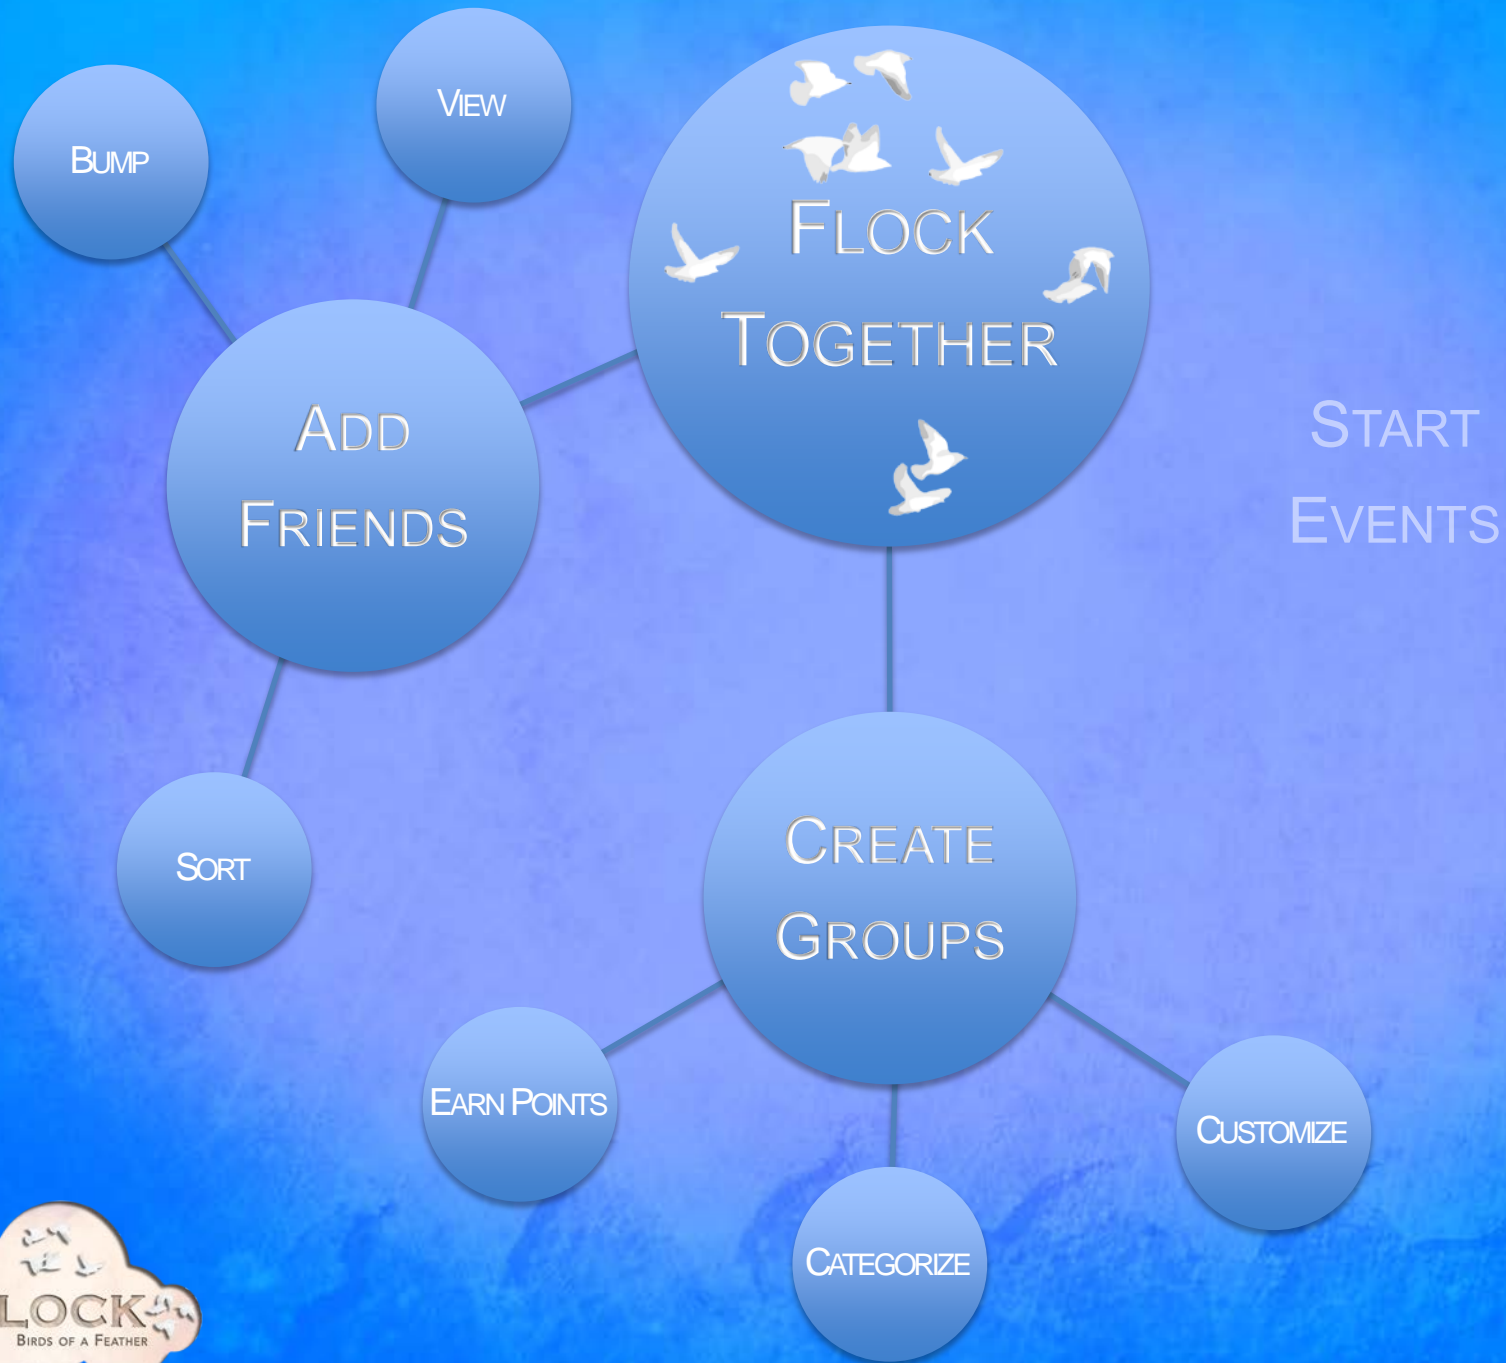 VIEW
BUMP
FLOCK
TOGETHER
ADD
FRIENDS
START
EVENTS
SORT
CREATE
GROUPS
EARN POINTS
CUSTOMIZE
CATEGORIZE
LOCK
BIRDS OF A FEATHER